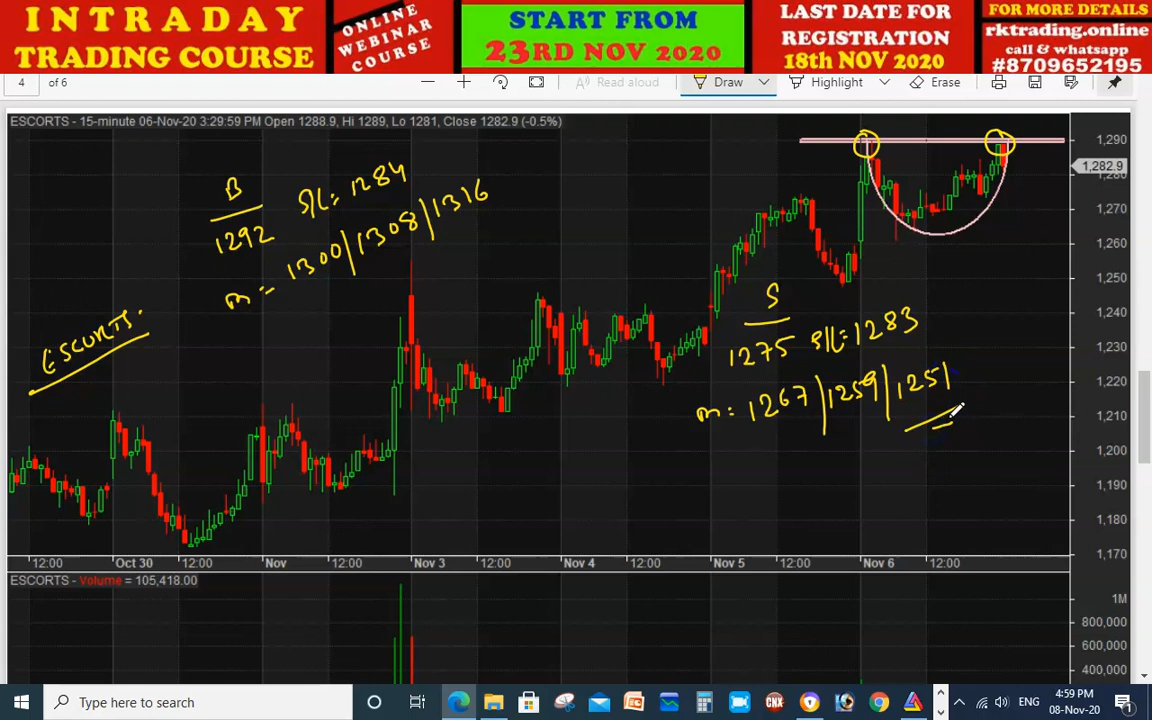 INTRADAY
TRADING COURSE
ONLINE
WEBINAR
COURSE
START FROM
23RD NOV 2020
LAST DATE FOR
REGISTRATION
18th NOV 2020
FOR MORE DETAILS
rktrading.online
call & whatsapp
#8709652195
4 of 6
Read aloud
Draw
Highlight
Erase
ESCORTS - 15-minute 06-Nov-20 3:29:59 PM Open 1288.9, Hi 1289, Lo 1281, Close 1282.9 (-0.5%)
1,290
1,282.9
1,280
1,270
1,260
1,250
1,240
1,230
1,220
1,210
1,200
1,190
1,180
1,170
B
1292
S/L: 1284
m = 1300/1308/1316
ESCORTS.
S
1275
S/L: 1283
m: 1267/1259/1251
12:00 Oct 30 12:00 Nov 12:00 Nov 3 12:00 Nov 4 12:00 Nov 5 12:00 Nov 6 12:00
ESCORTS - Volume = 105,418.00
1M
800,000
600,000
400,000
Type here to search
CNX
ENG
4:59 PM
08-Nov-20
1